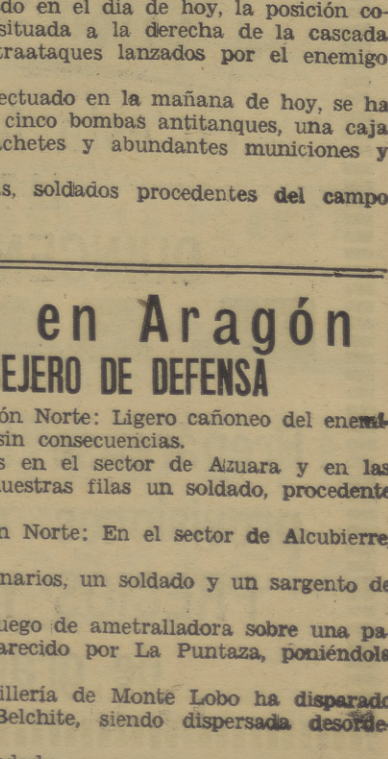 do en el día de hoy, la posición co-
situada a la derecha de la cascada
traataques lanzados por el enemigo
ectuado en la mañana de hoy, se ha
cinco bombas antitanques, una caja
achetes y abundantes municiones y
s, soldados procedentes del campo
en Aragón
EJERO DE DEFENSA
ón Norte: Ligero cañoneo del enemi-
sin consecuencias.
s en el sector de Azuara y en las
nuestras filas un soldado, procedente
n Norte: En el sector de Alcubierre
narios, un soldado y un sargento de
uego de ametralladora sobre una pa-
arecido por La Puntaza, poniéndola
illería de Monte Lobo ha disparado
Belchite, siendo dispersada desorde-